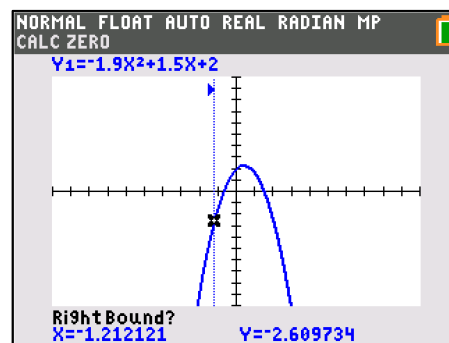 NORMAL FLOAT AUTO REAL RADIAN MP
CALC ZERO
Y₁=⁻1.9X²+1.5X+2
Right Bound?
X=⁻1.212121 Y=⁻2.609734